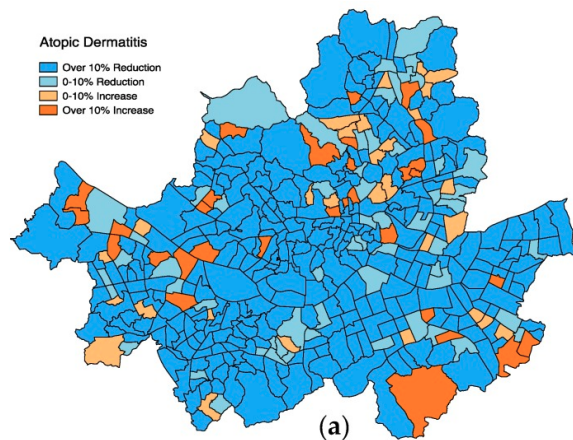 Atopic Dermatitis
Over 10% Reduction
0-10% Reduction
0-10% Increase
Over 10% Increase
(a)